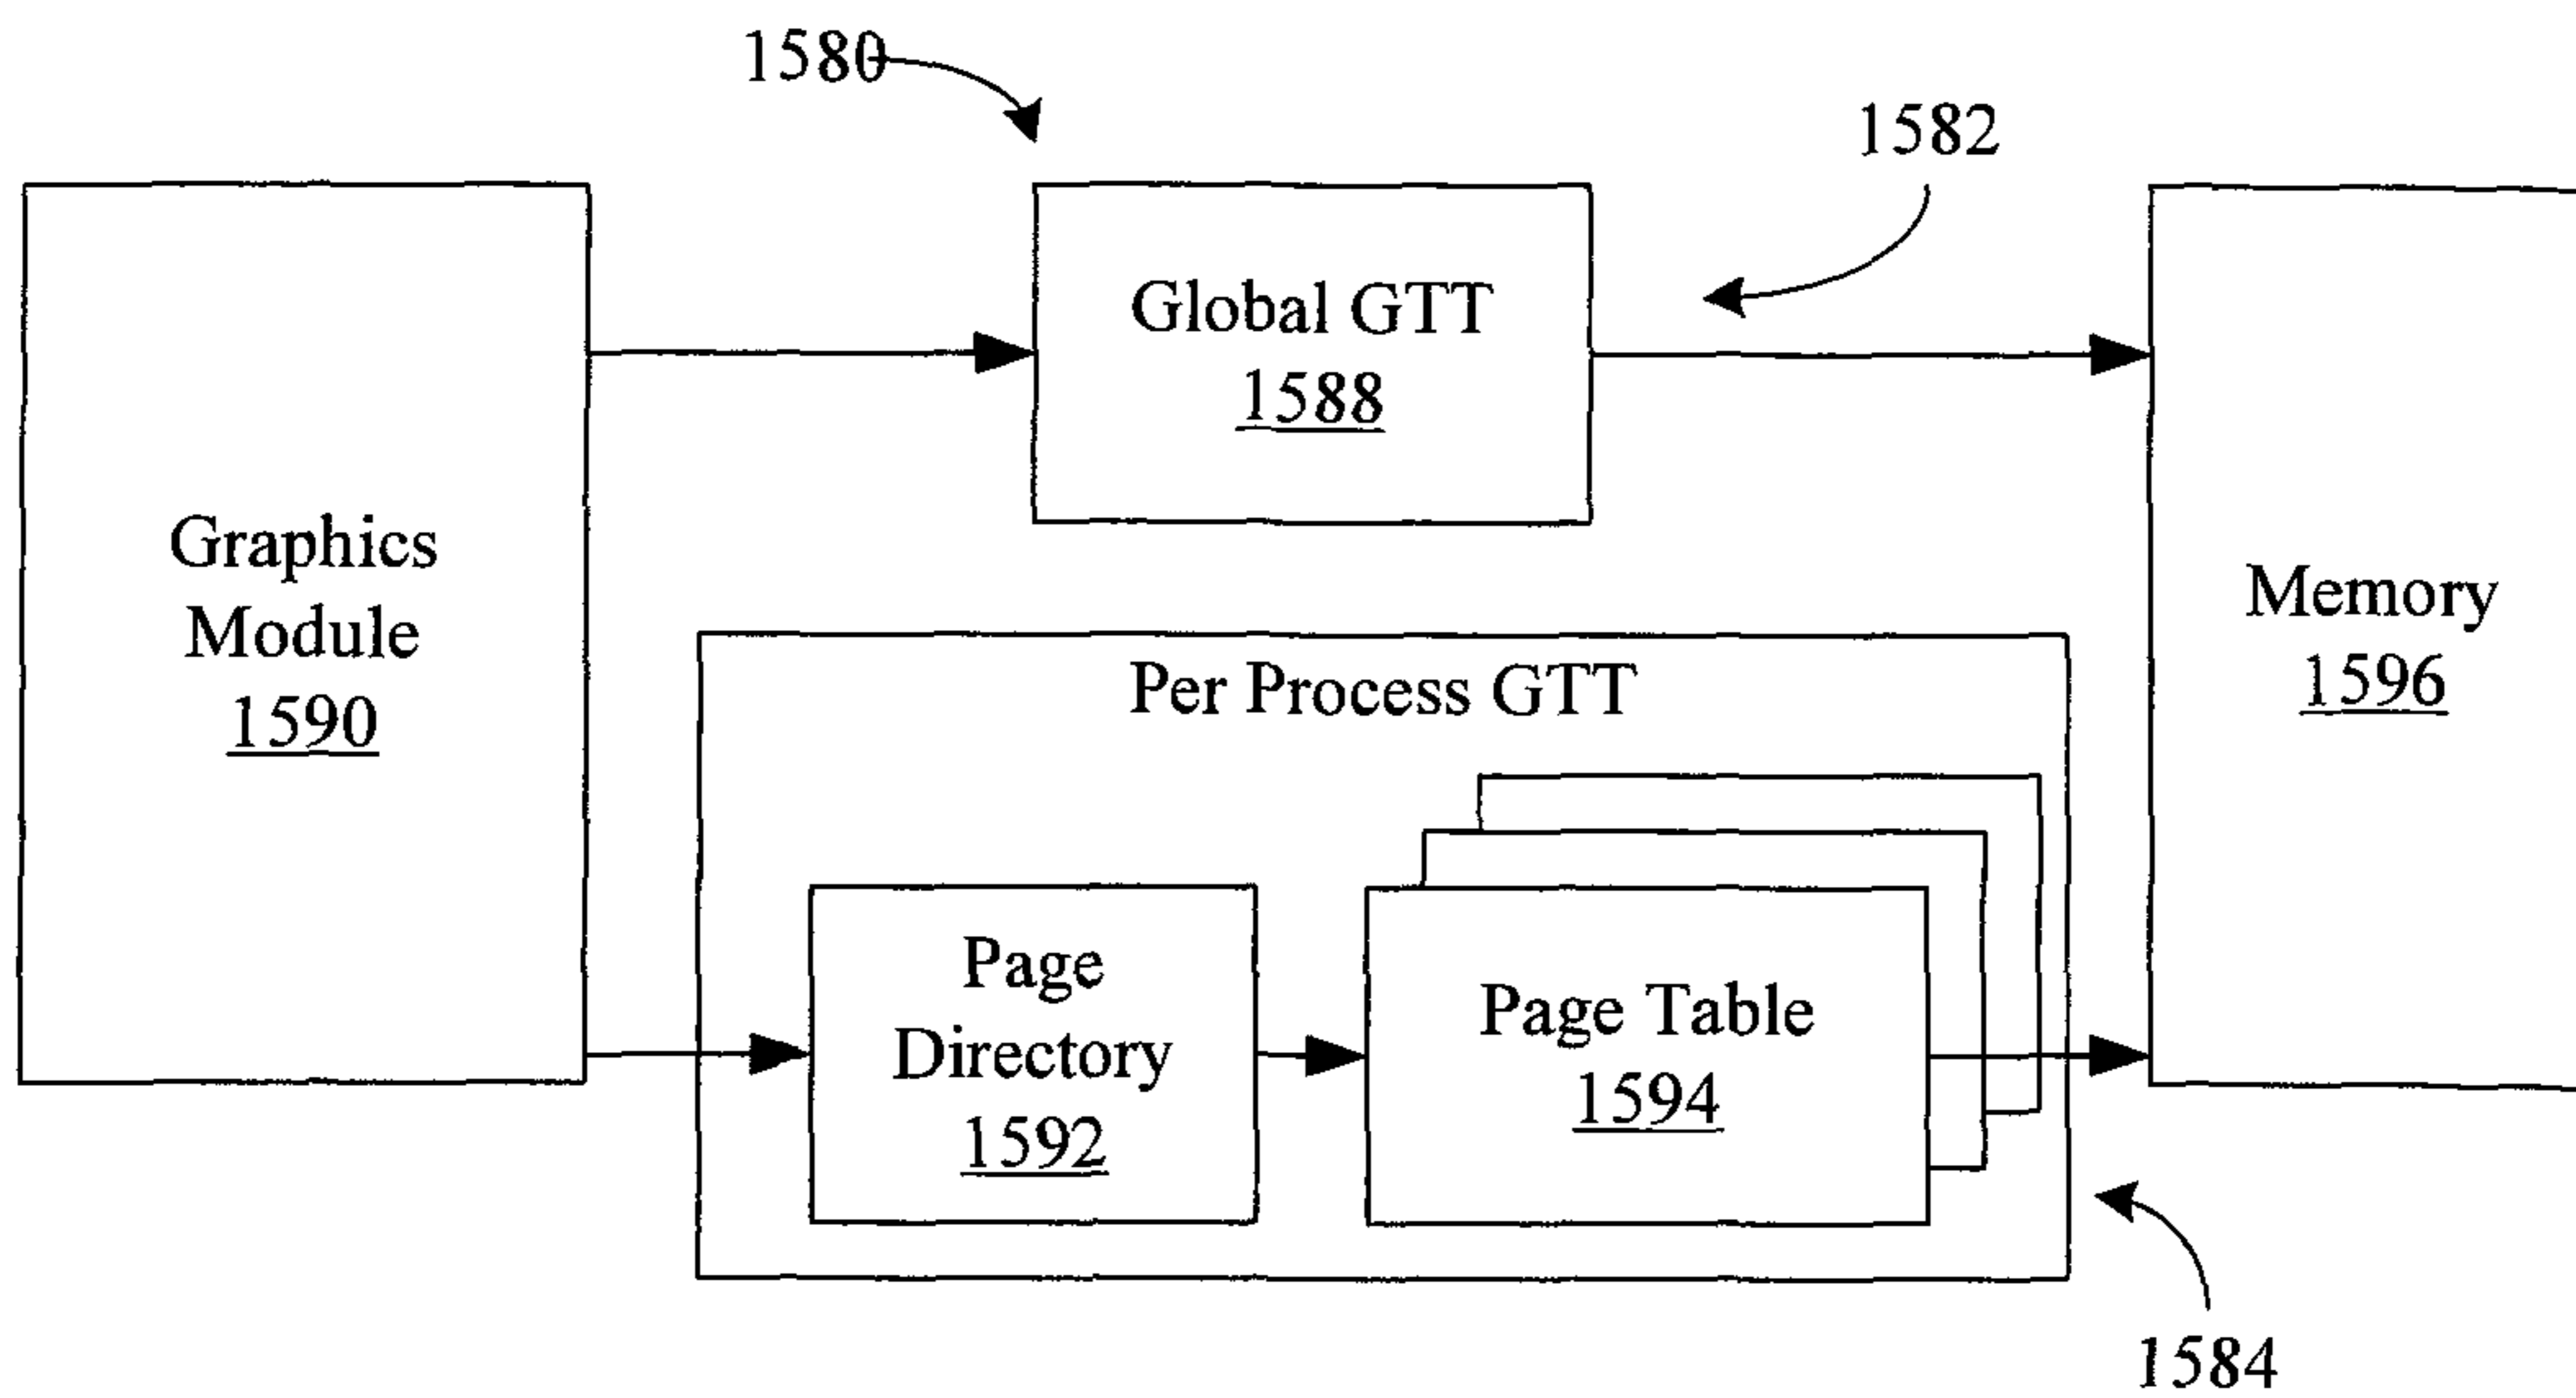 1580
1582
Global GTT
1588
Graphics
Module
1590
Memory
1596
Per Process GTT
Page
Directory
1592
Page Table
1594
1584